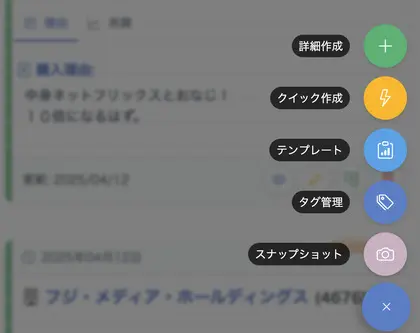 理由
詳細作成
購入理由:
クイック作成
中身ネットフリックスとおなじ！
１０倍になるはず。
テンプレート
更新: 2025/04/12
タグ管理
2025年04月12日
スナップショット
フジ・メディア・ホールディングス (4676